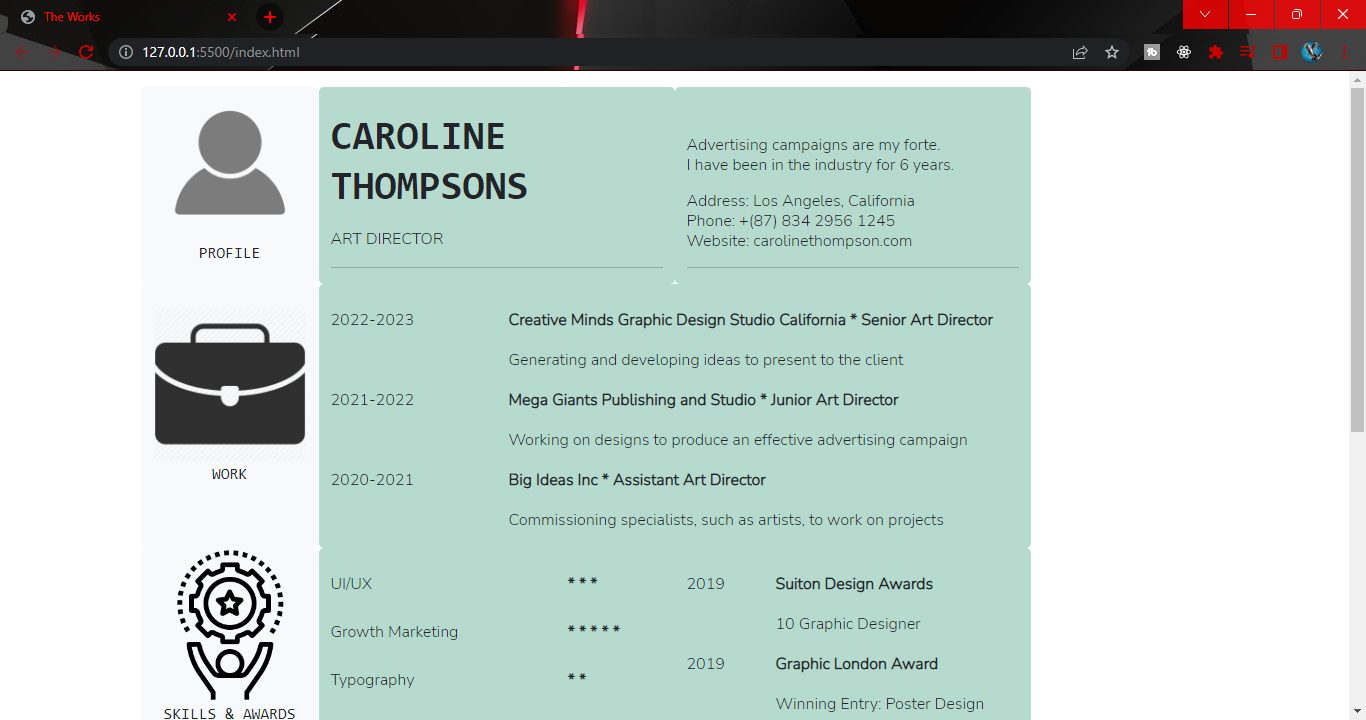 The Works
127.0.0.1:5500/index.html
tb
CAROLINE
THOMPSONS
ART DIRECTOR
PROFILE
Advertising campaigns are my forte.
I have been in the industry for 6 years.
Address: Los Angeles, California
Phone: +(87) 834 2956 1245
Website: carolinethompson.com
WORK
2022-2023 Creative Minds Graphic Design Studio California * Senior Art Director
Generating and developing ideas to present to the client
2021-2022 Mega Giants Publishing and Studio * Junior Art Director
Working on designs to produce an effective advertising campaign
2020-2021 Big Ideas Inc * Assistant Art Director
Commissioning specialists, such as artists, to work on projects
SKILLS & AWARDS
UI/UX * * *
Growth Marketing * * * * *
Typography * *
2019 Suiton Design Awards
10 Graphic Designer
2019 Graphic London Award
Winning Entry: Poster Design